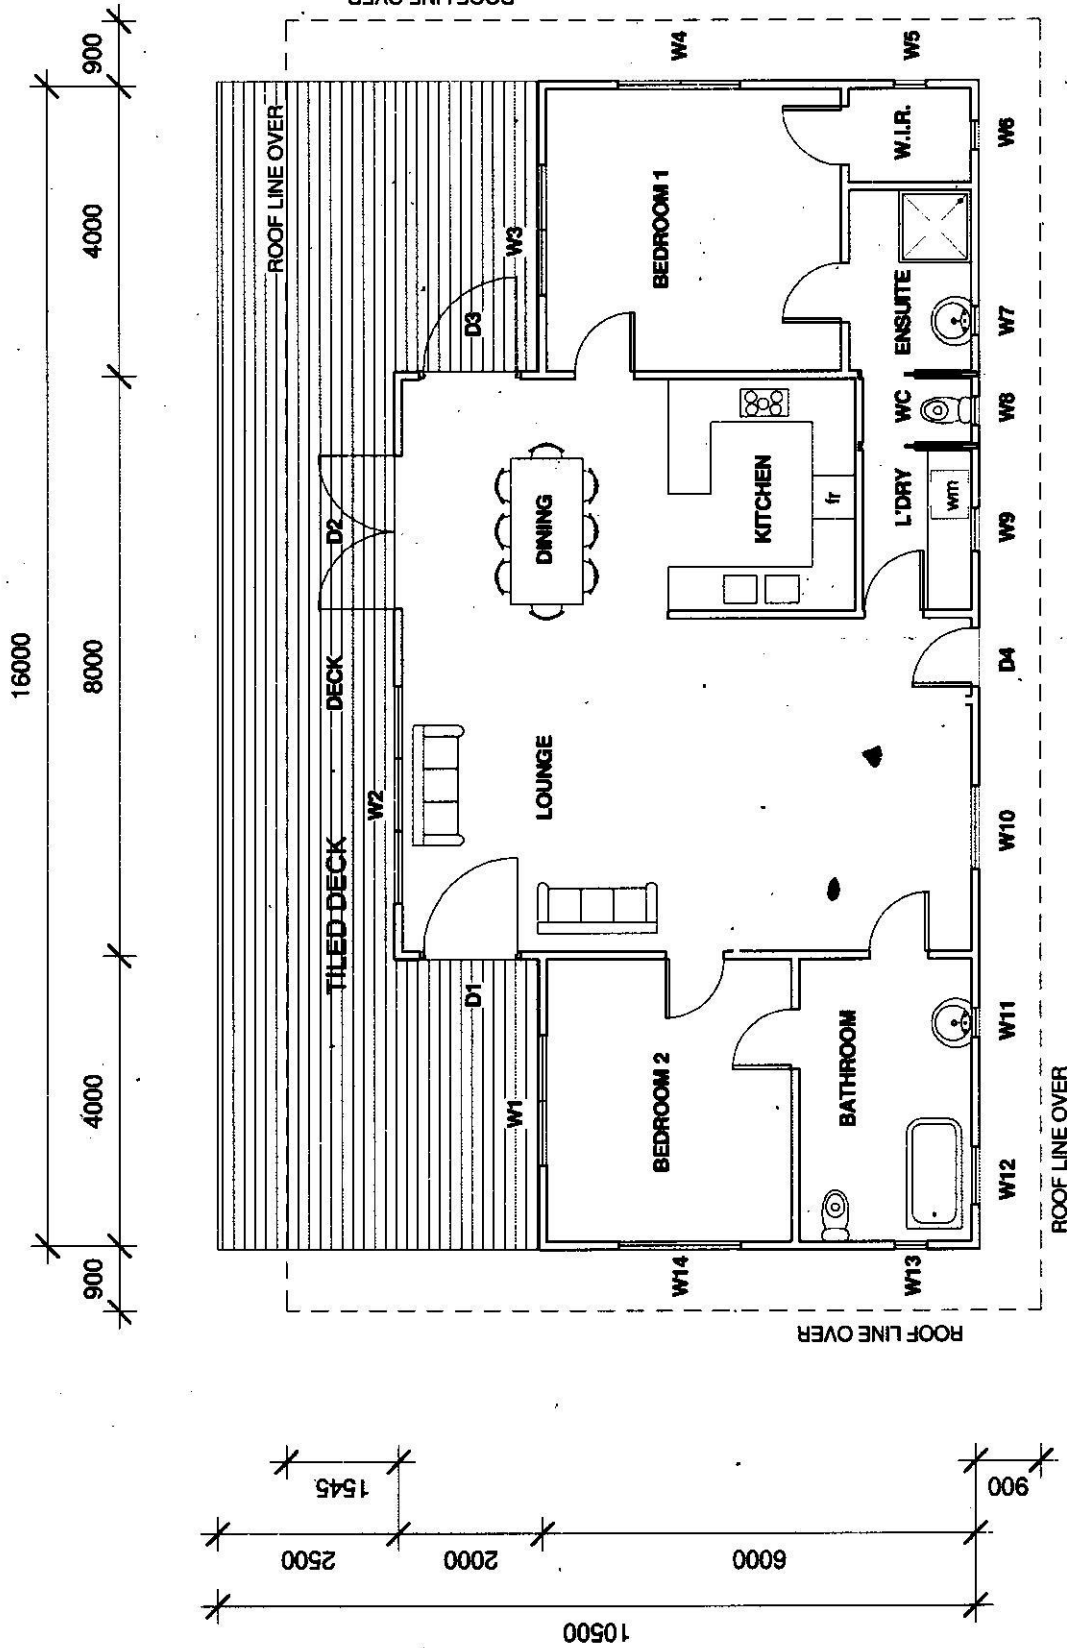 16000
900
4000
8000
4000
900
10500
2500
2000
6000
1545
900
ROOF LINE OVER
ROOF LINE OVER
ROOF LINE OVER
ROOF LINE OVER
TILED DECK
DECK
D1
W2
D2
D3
W1
W3
BEDROOM 2
LOUNGE
DINING
BEDROOM 1
KITCHEN
fr
BATHROOM
L'DRY
wm
WC
ENSUITE
W.I.R.
W14
W13
W4
W5
W12
W11
W10
D4
W9
W8
W7
W6